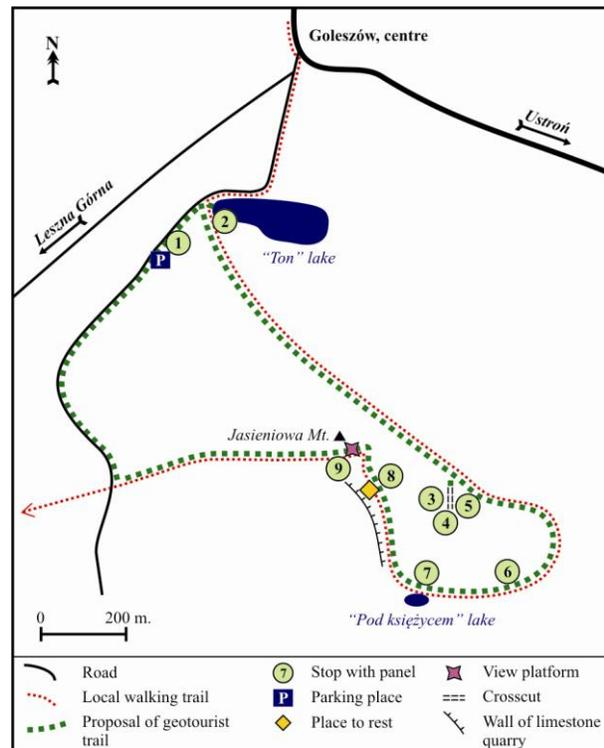 Goleszów, centre
N
Ustroń
Leszna Górna
1
2
P
"Ton" lake
Jasieniowa Mt.
9
8
3
5
4
7
6
0 200 m.
"Pod księżycem" lake
Road
7 Stop with panel
View platform
Local walking trail
P Parking place
Crosscut
Proposal of geotourist
trail
Place to rest
Wall of limestone
quarry